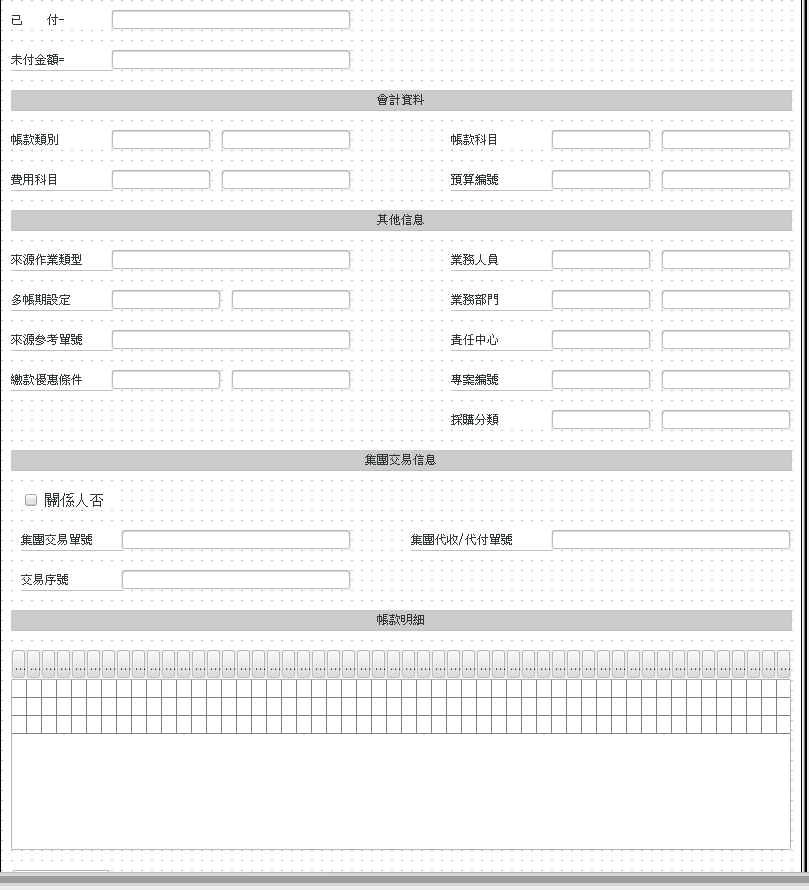 已　　付-
未付金額=
會計資料
帳款類別 帳款科目
費用科目 預算編號
其他信息
來源作業類型 業務人員
多帳期設定 業務部門
來源參考單號 責任中心
繳款優惠條件 專案編號
採購分類
集團交易信息
關係人否
集團交易單號 集團代收/代付單號
交易序號
帳款明細
... ... ... ... ... ... ... ... ... ... ... ... ... ... ... ... ... ... ... ... ... ... ... ... ... ... ... ... ... ... ... ... ... ... ... ... ... ... ... ... ... ... ... ... ... ... ... ... ... ... ... ...